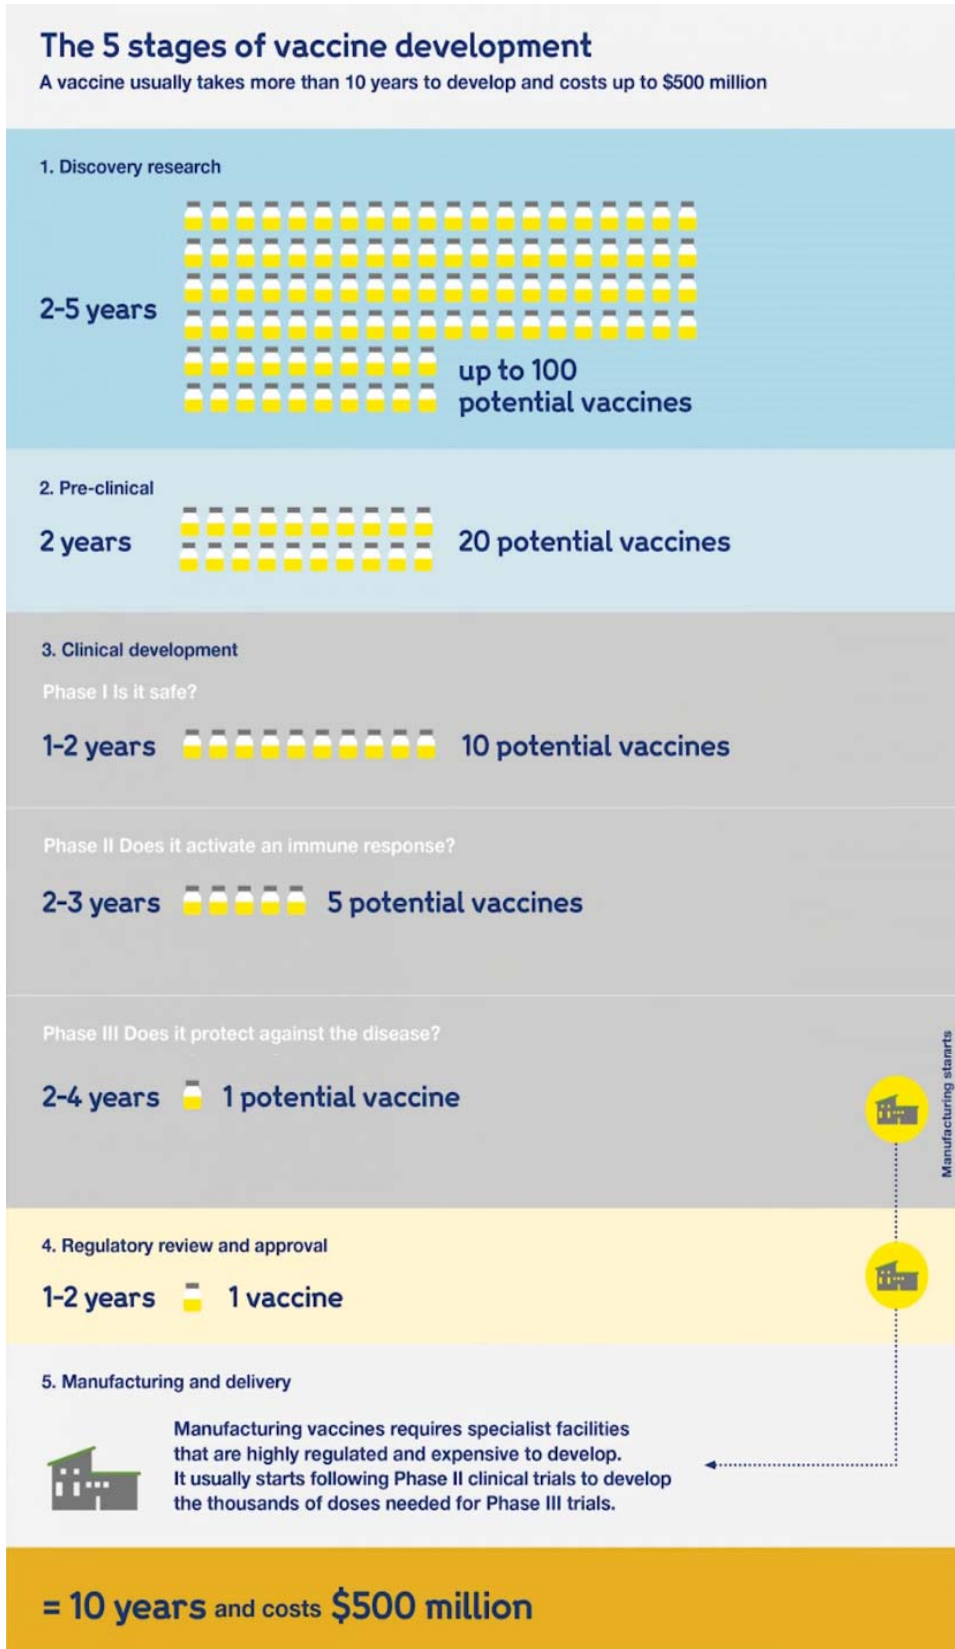 The 5 stages of vaccine development
A vaccine usually takes more than 10 years to develop and costs up to $500 million
1. Discovery research
2-5 years
up to 100
potential vaccines
2. Pre-clinical
2 years
20 potential vaccines
3. Clinical development
Phase I Is it safe?
1-2 years
10 potential vaccines
Phase II Does it activate an immune response?
2-3 years
5 potential vaccines
Phase III Does it protect against the disease?
2-4 years
1 potential vaccine
Manufacturing stararts
4. Regulatory review and approval
1-2 years
1 vaccine
5. Manufacturing and delivery
Manufacturing vaccines requires specialist facilities
that are highly regulated and expensive to develop.
It usually starts following Phase II clinical trials to develop
the thousands of doses needed for Phase III trials.
= 10 years and costs $500 million